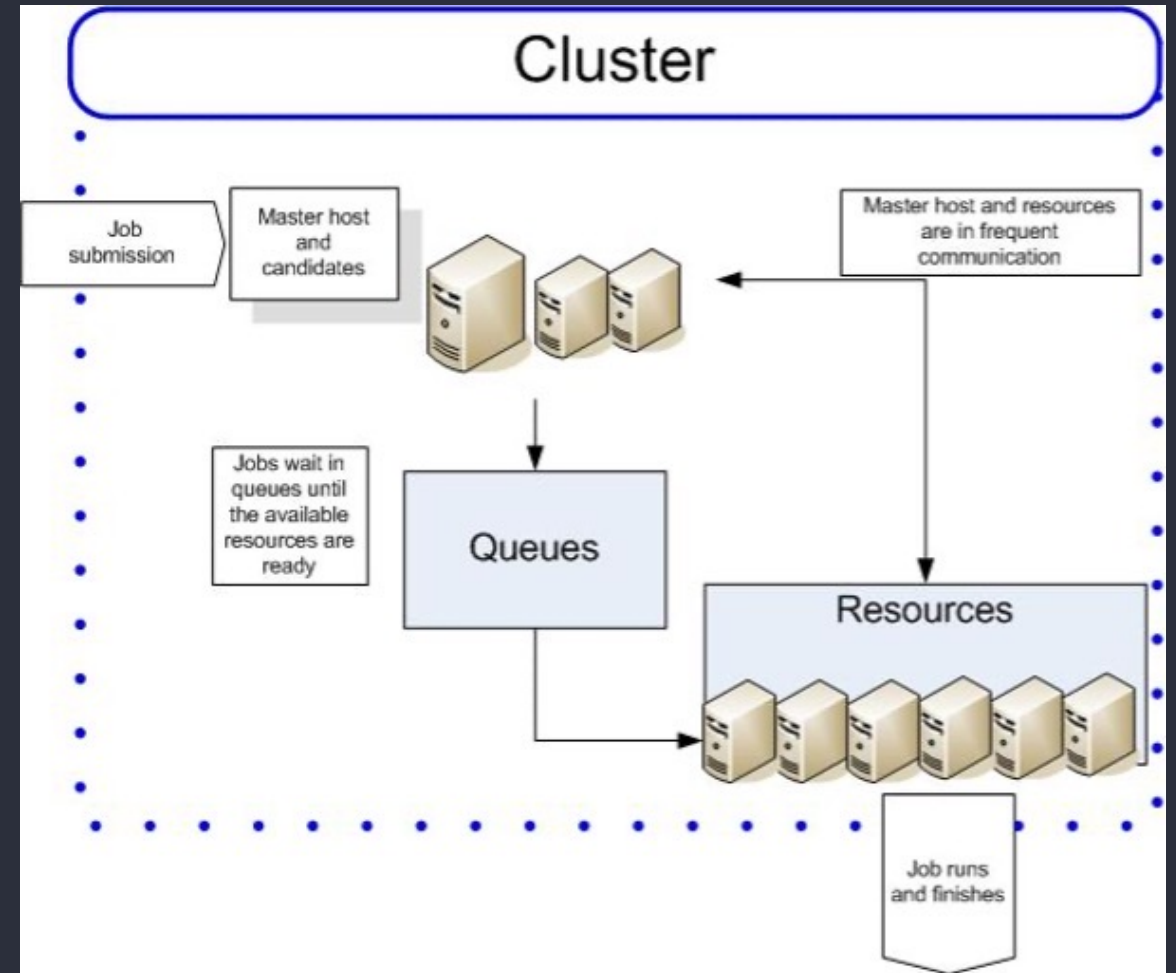 Cluster
Job
submission
Master host
and
candidates
Master host and resources
are in frequent
communication
Jobs wait in
queues until
the available
resources are
ready
Queues
Resources
Job runs
and finishes